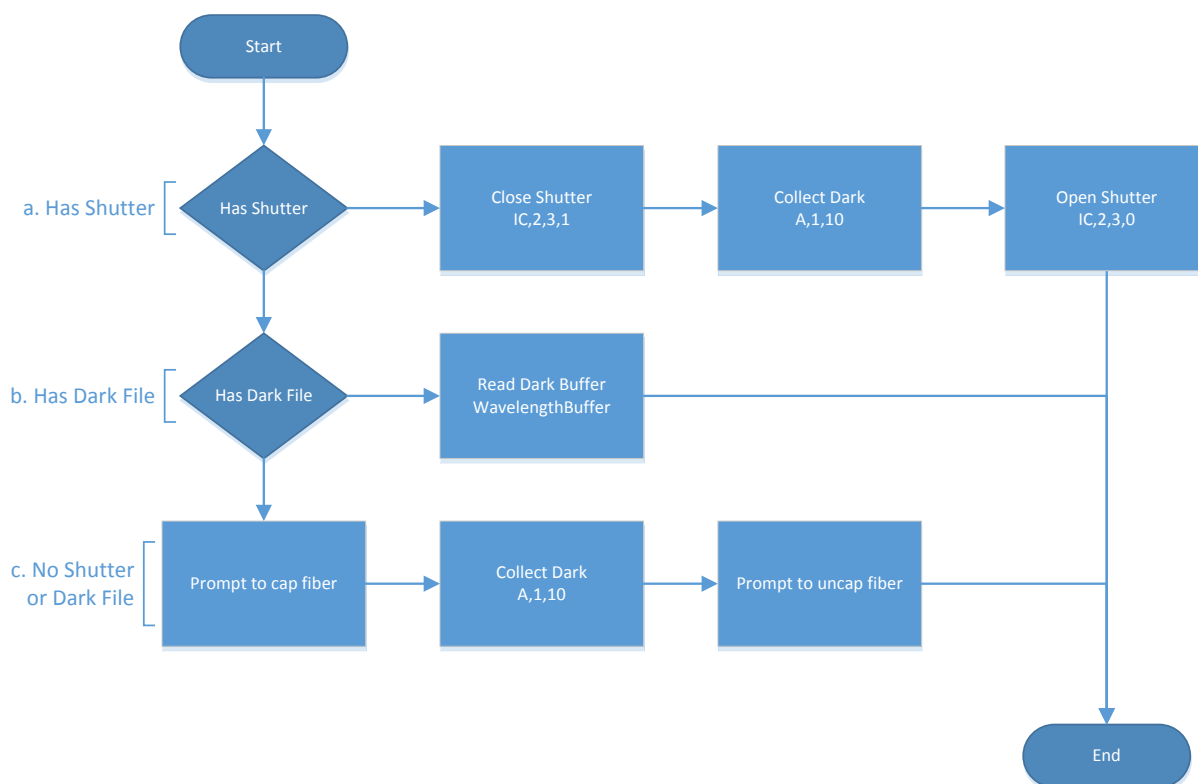 Start
a. Has Shutter
Has Shutter
Close Shutter
IC,2,3,1
Collect Dark
A,1,10
Open Shutter
IC,2,3,0
b. Has Dark File
Has Dark File
Read Dark Buffer
WavelengthBuffer
c. No Shutter
or Dark File
Prompt to cap fiber
Collect Dark
A,1,10
Prompt to uncap fiber
End